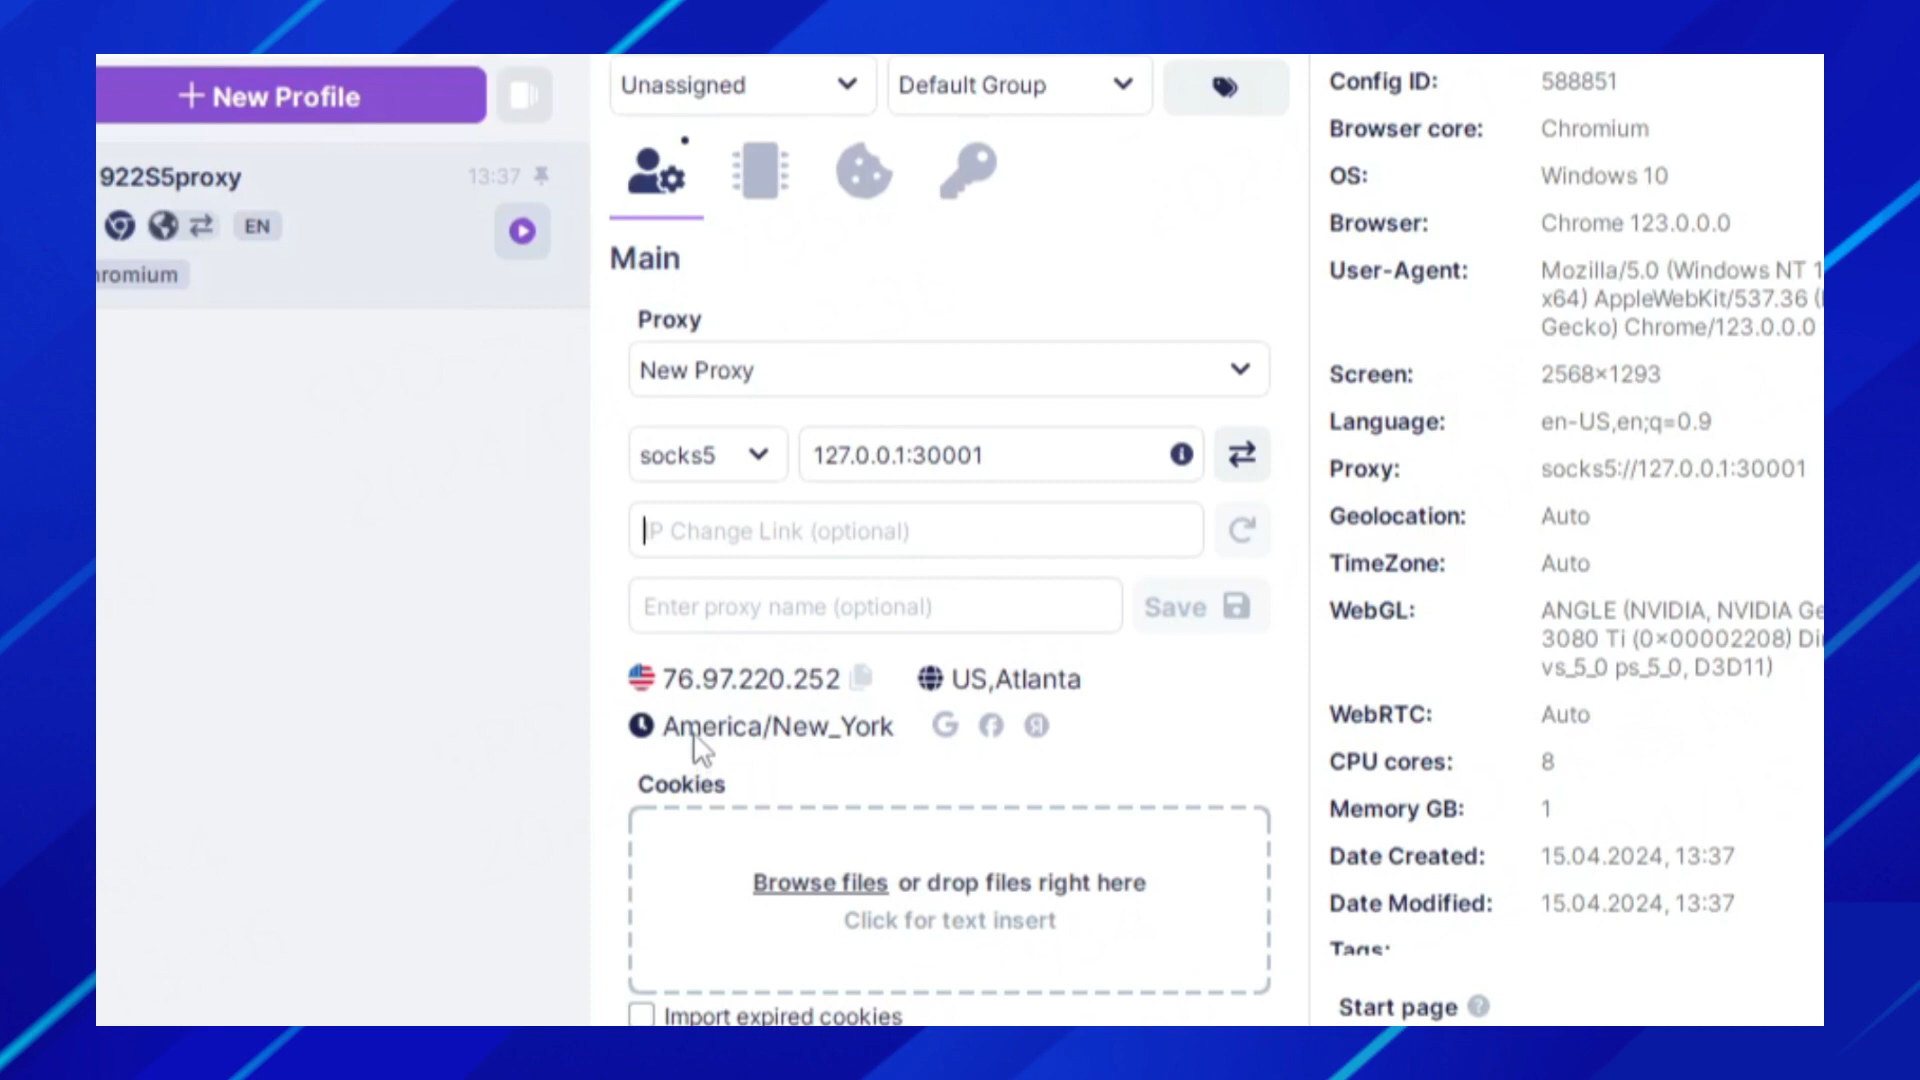 New Profile
922S5proxy
13:37
EN
hromium
Unassigned
Default Group
Main
Proxy
New Proxy
socks5
127.0.0.1:30001
IP Change Link (optional)
Enter proxy name (optional)
Save
76.97.220.252
US,Atlanta
America/New_York
Cookies
Browse files or drop files right here
Click for text insert
Import expired cookies
Config ID: 588851
Browser core: Chromium
OS: Windows 10
Browser: Chrome 123.0.0.0
User-Agent: Mozilla/5.0 (Windows NT 1
x64) AppleWebKit/537.36 (
Gecko) Chrome/123.0.0.0
Screen: 2568×1293
Language: en-US,en;q=0.9
Proxy: socks5://127.0.0.1:30001
Geolocation: Auto
TimeZone: Auto
WebGL: ANGLE (NVIDIA, NVIDIA Ge
3080 Ti (0×00002208) Di
vs_5_0 ps_5_0, D3D11)
WebRTC: Auto
CPU cores: 8
Memory GB: 1
Date Created: 15.04.2024, 13:37
Date Modified: 15.04.2024, 13:37
Tags:
Start page